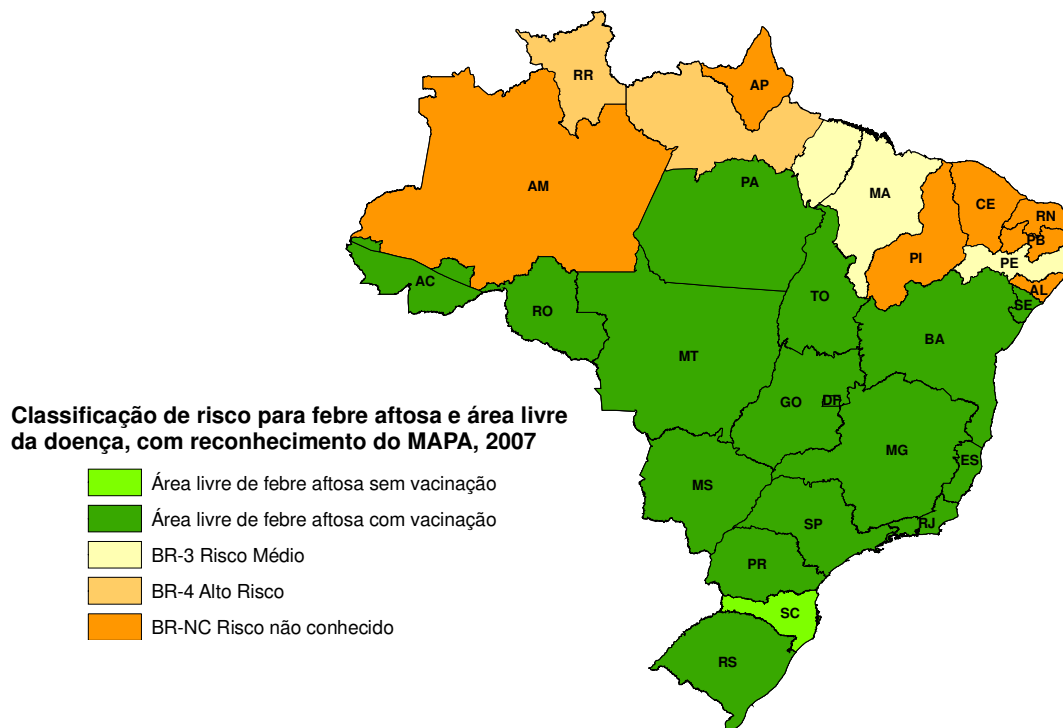 RR
AP
AM
PA
MA
CE
RN
PB
PI
PE
AL
SE
AC
RO
TO
BA
MT
GO
DF
MG
ES
MS
SP
RJ
PR
SC
RS
Classificação de risco para febre aftosa e área livre
da doença, com reconhecimento do MAPA, 2007
Área livre de febre aftosa sem vacinação
Área livre de febre aftosa com vacinação
BR-3 Risco Médio
BR-4 Alto Risco
BR-NC Risco não conhecido